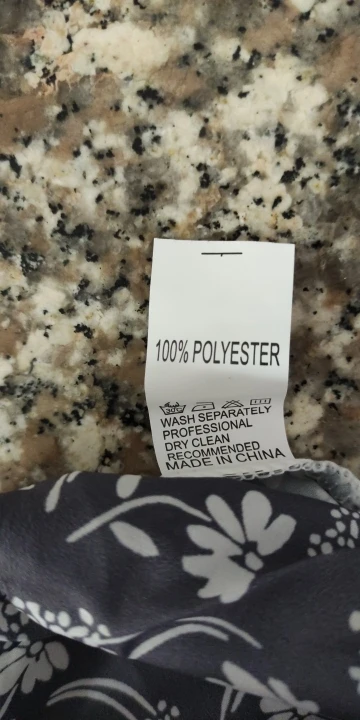 100% POLYESTER
WASH SEPARATELY
PROFESSIONAL
DRY CLEAN
RECOMMENDED
MADE IN CHINA